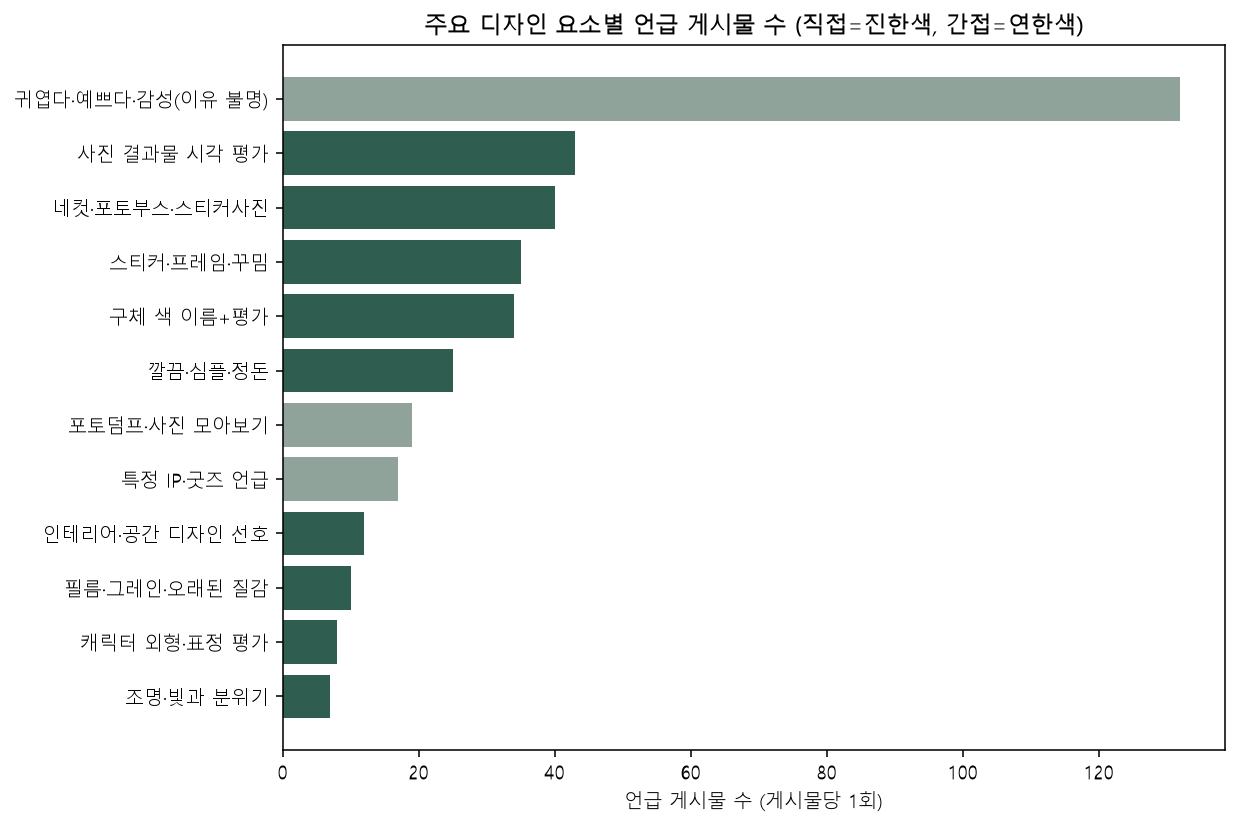 주요 디자인 요소별 언급 게시물 수 (직접=진한색, 간접=연한색)
귀엽다·예쁘다·감성(이유 불명)
사진 결과물 시각 평가
네컷·포토부스·스티커사진
스티커·프레임·꾸밈
구체 색 이름+평가
깔끔·심플·정돈
포토덤프·사진 모아보기
특정 IP·굿즈 언급
인테리어·공간 디자인 선호
필름·그레인·오래된 질감
캐릭터 외형·표정 평가
조명·빛과 분위기
0 20 40 60 80 100 120
언급 게시물 수 (게시물당 1회)